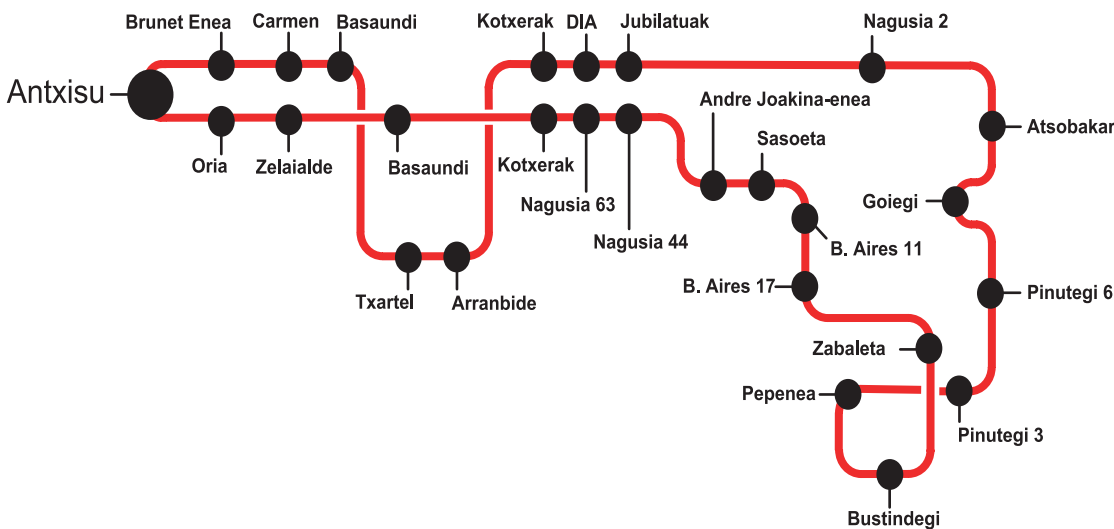 Brunet Enea
Carmen
Basaundi
Kotxerak
DIA
Jubilatuak
Nagusia 2
Antxisu
Andre Joakina-enea
Atsobakar
Sasoeta
Oria
Zelaialde
Basaundi
Kotxerak
Nagusia 63
Goiegi
Nagusia 44
B. Aires 11
B. Aires 17
Pinutegi 6
Txartel
Arranbide
Zabaleta
Pepenea
Pinutegi 3
Bustindegi